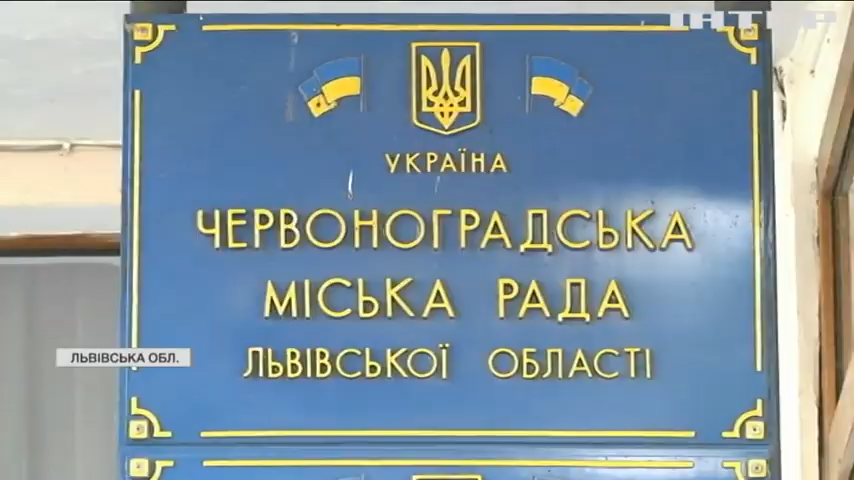 ІНТЕР
УКРАЇНА
ЧЕРВОНОГРАДСЬКА
МІСЬКА РАДА
ЛЬВІВСЬКОЇ ОБЛАСТІ
ЛЬВІВСЬКА ОБЛ.